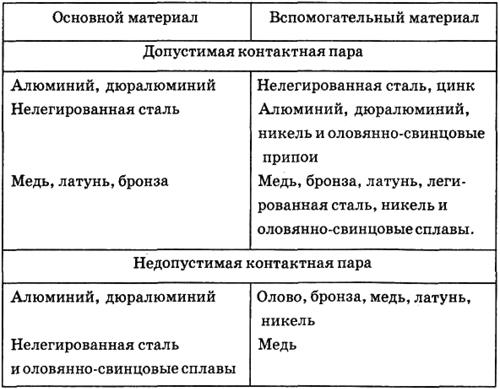 Основной материал
Вспомогательный материал
Допустимая контактная пара
Алюминий, дюралюминий
Нелегированная сталь, цинк
Нелегированная сталь
Алюминий, дюралюминий,
никель и оловянно-свинцовые
припои
Медь, латунь, бронза
Медь, бронза, латунь, леги-
рованная сталь, никель и
оловянно-свинцовые сплавы.
Недопустимая контактная пара
Алюминий, дюралюминий
Олово, бронза, медь, латунь,
никель
Нелегированная сталь
и оловянно-свинцовые сплавы
Медь